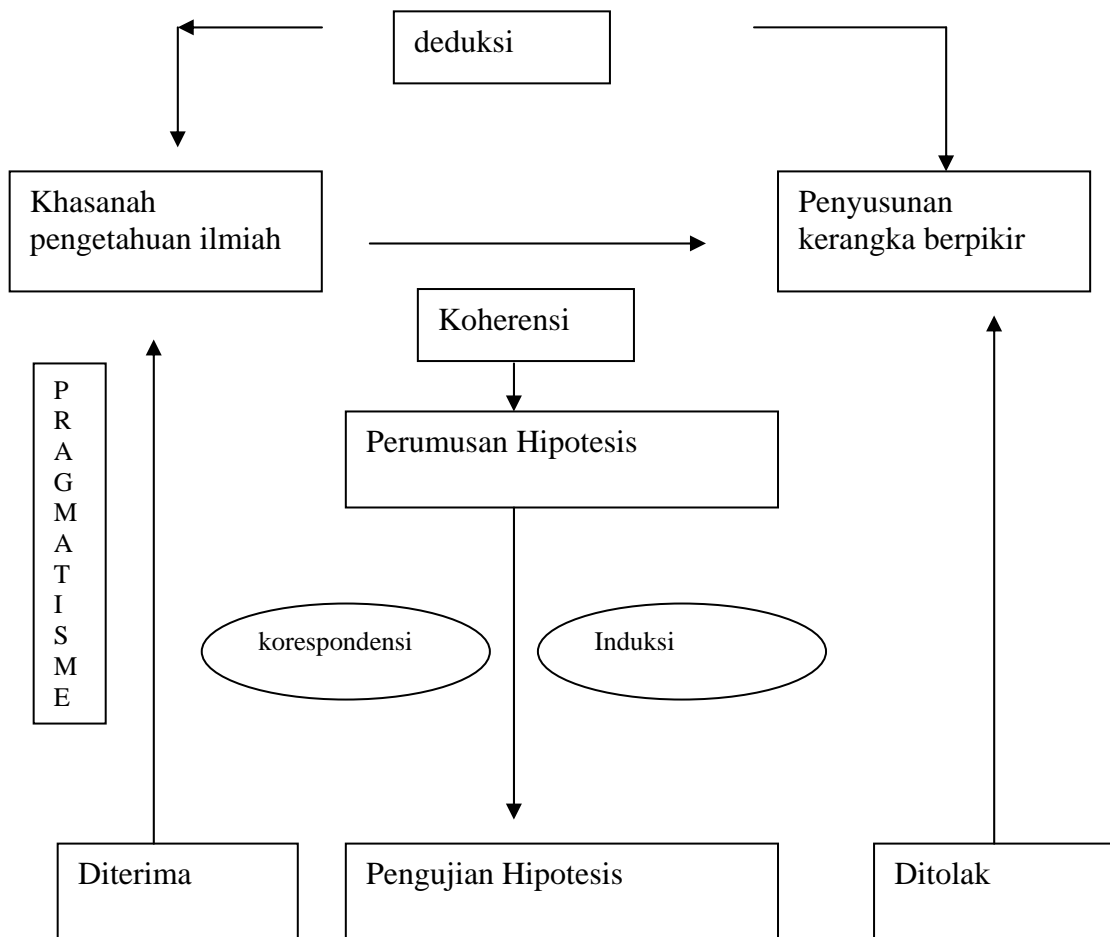 deduksi
Khasanah
pengetahuan ilmiah
Penyusunan
kerangka berpikir
Koherensi
P
R
A
G
M
A
T
I
S
M
E
Perumusan Hipotesis
korespondensi
Induksi
Diterima
Pengujian Hipotesis
Ditolak